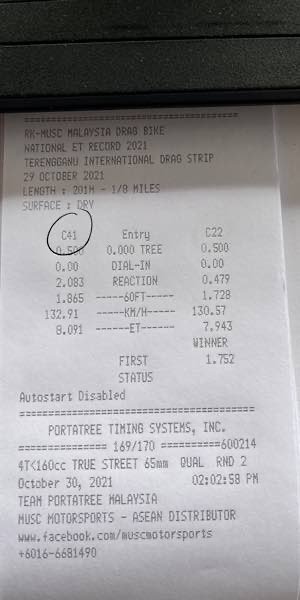 =====================================
RK-MUSC MALAYSIA DRAG BIKE
NATIONAL ET RECORD 2021
TERENGGANU INTERNATIONAL DRAG STRIP
29 OCTOBER 2021
LENGTH : 201M - 1/8 MILES
SURFACE : DRY
C41 Entry C22
0.500 0.000 TREE 0.500
0.00 DIAL-IN 0.00
2.083 REACTION 0.479
1.865 -----60FT----- 1.728
132.91 -----KM/H----- 130.57
8.091 ------ET------ 7.943
WINNER
FIRST 1.752
STATUS
Autostart Disabled
=====================================
PORTATREE TIMING SYSTEMS, INC.
============== 169/170 ==========600214
4T<160cc TRUE STREET 65mm QUAL RND 2
October 30, 2021 02:02:58 PM
TEAM PORTATREE MALAYSIA
MUSC MOTORSPORTS - ASEAN DISTRIBUTOR
www.facebook.com/muscmotorsports
+6016-6681490